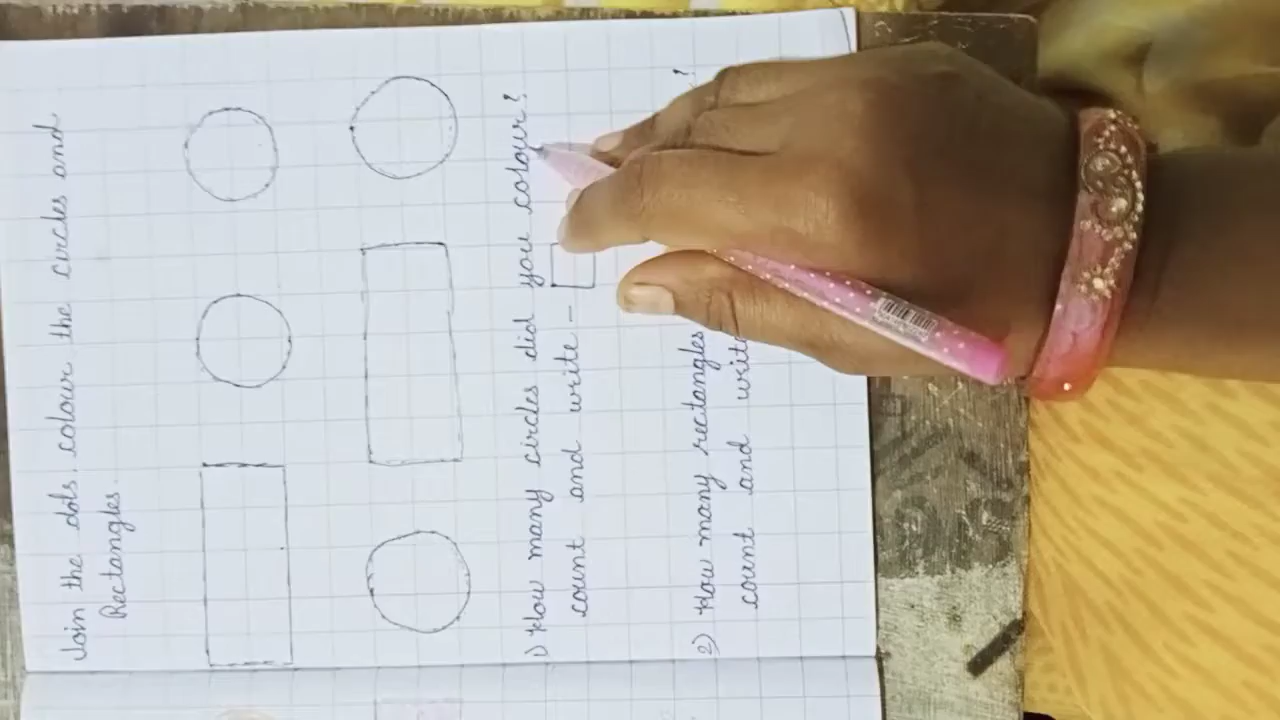 Join the dots. colour the circles and
Rectangles.
1) How many circles did you colour?
count and write -
2) How many rectangles ?
count and write